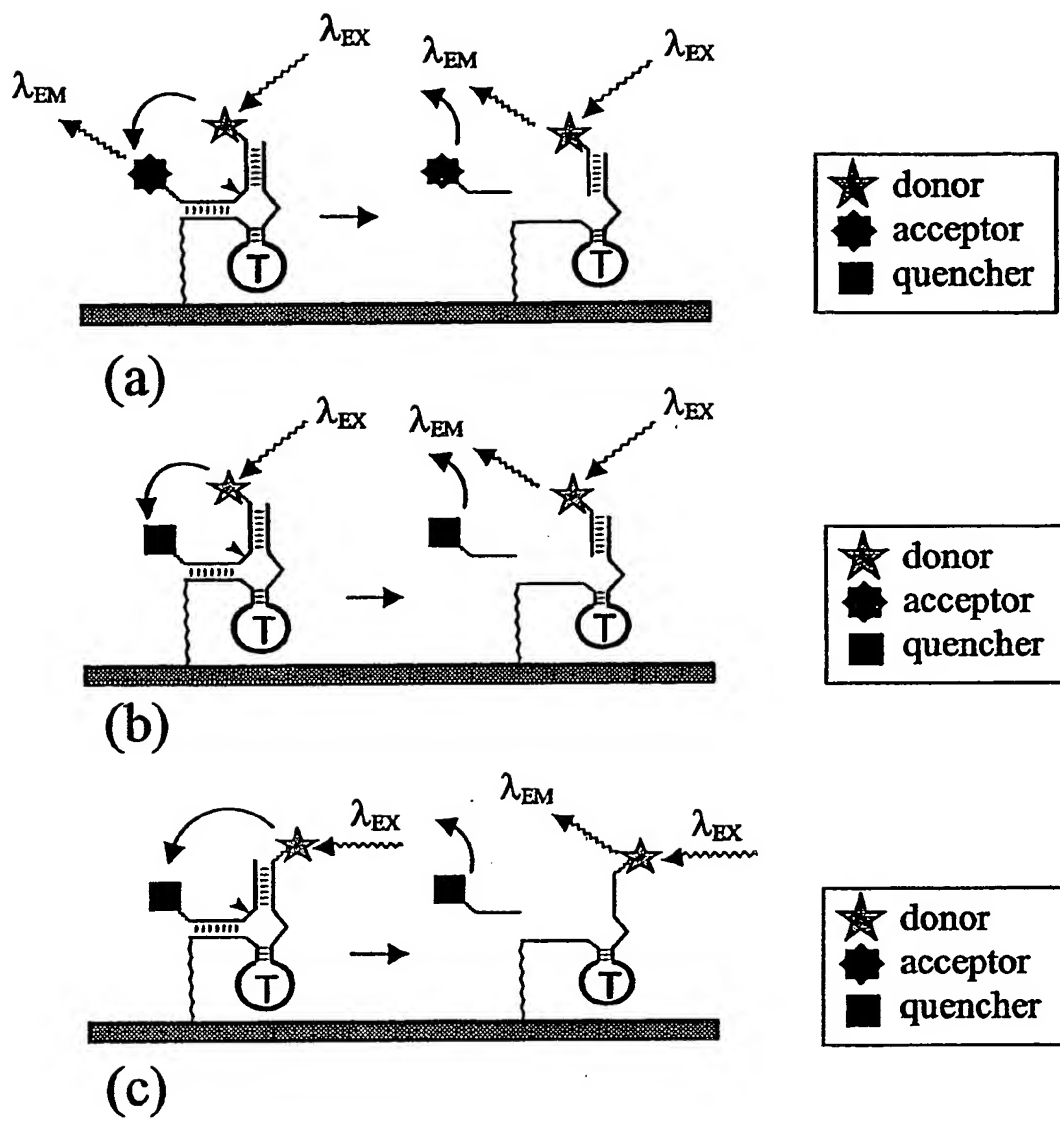 λEX
λEM
λEX
λEM
T
T
donor
acceptor
quencher
(a)
λEX
λEM
λEX
T
T
donor
acceptor
quencher
(b)
λEX
λEM
λEX
T
T
donor
acceptor
quencher
(c)